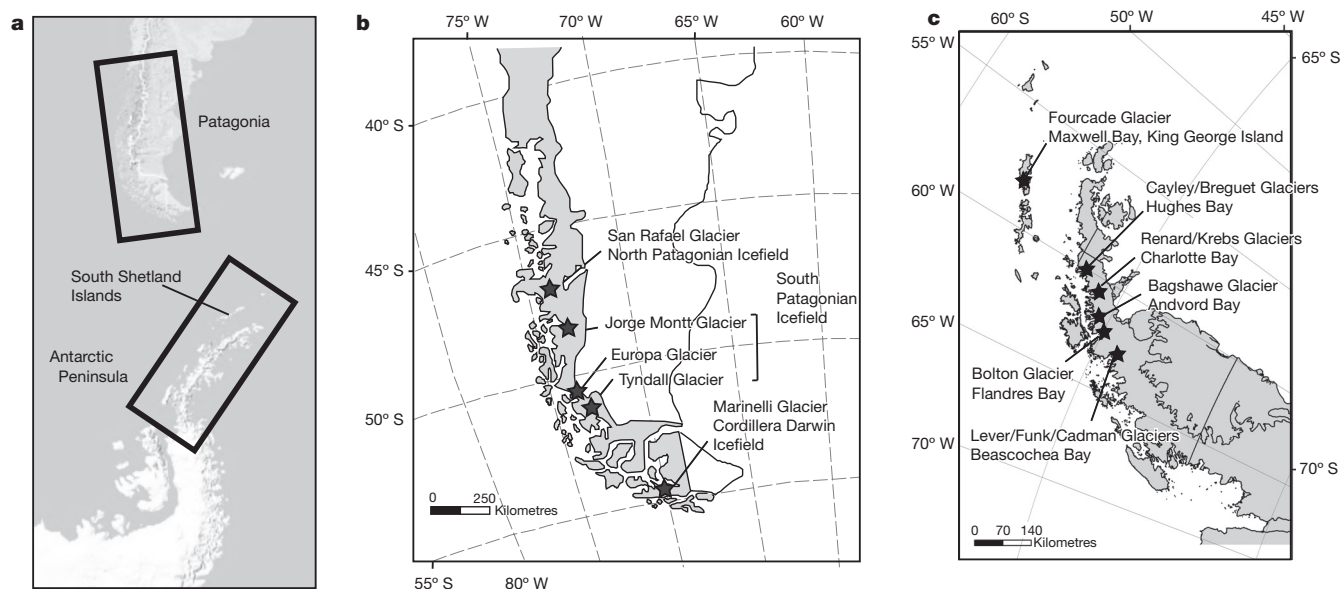 a
Patagonia
South Shetland
Islands
Antarctic
Peninsula
b
75° W
70° W
65° W
60° W
40° S
45° S
50° S
55° S
80° W
San Rafael Glacier
North Patagonian Icefield
South
Patagonian
Icefield
Jorge Montt Glacier
Europa Glacier
Tyndall Glacier
Marinelli Glacier
Cordillera Darwin
Icefield
0 250
Kilometres
c
60° S
50° W
45° W
55° W
65° S
60° W
65° W
70° W
70° S
Fourcade Glacier
Maxwell Bay, King George Island
Cayley/Breguet Glaciers
Hughes Bay
Renard/Krebs Glaciers
Charlotte Bay
Bagshawe Glacier
Andvord Bay
Bolton Glacier
Flandres Bay
Lever/Funk/Cadman Glaciers
Beascochea Bay
0 70 140
Kilometres